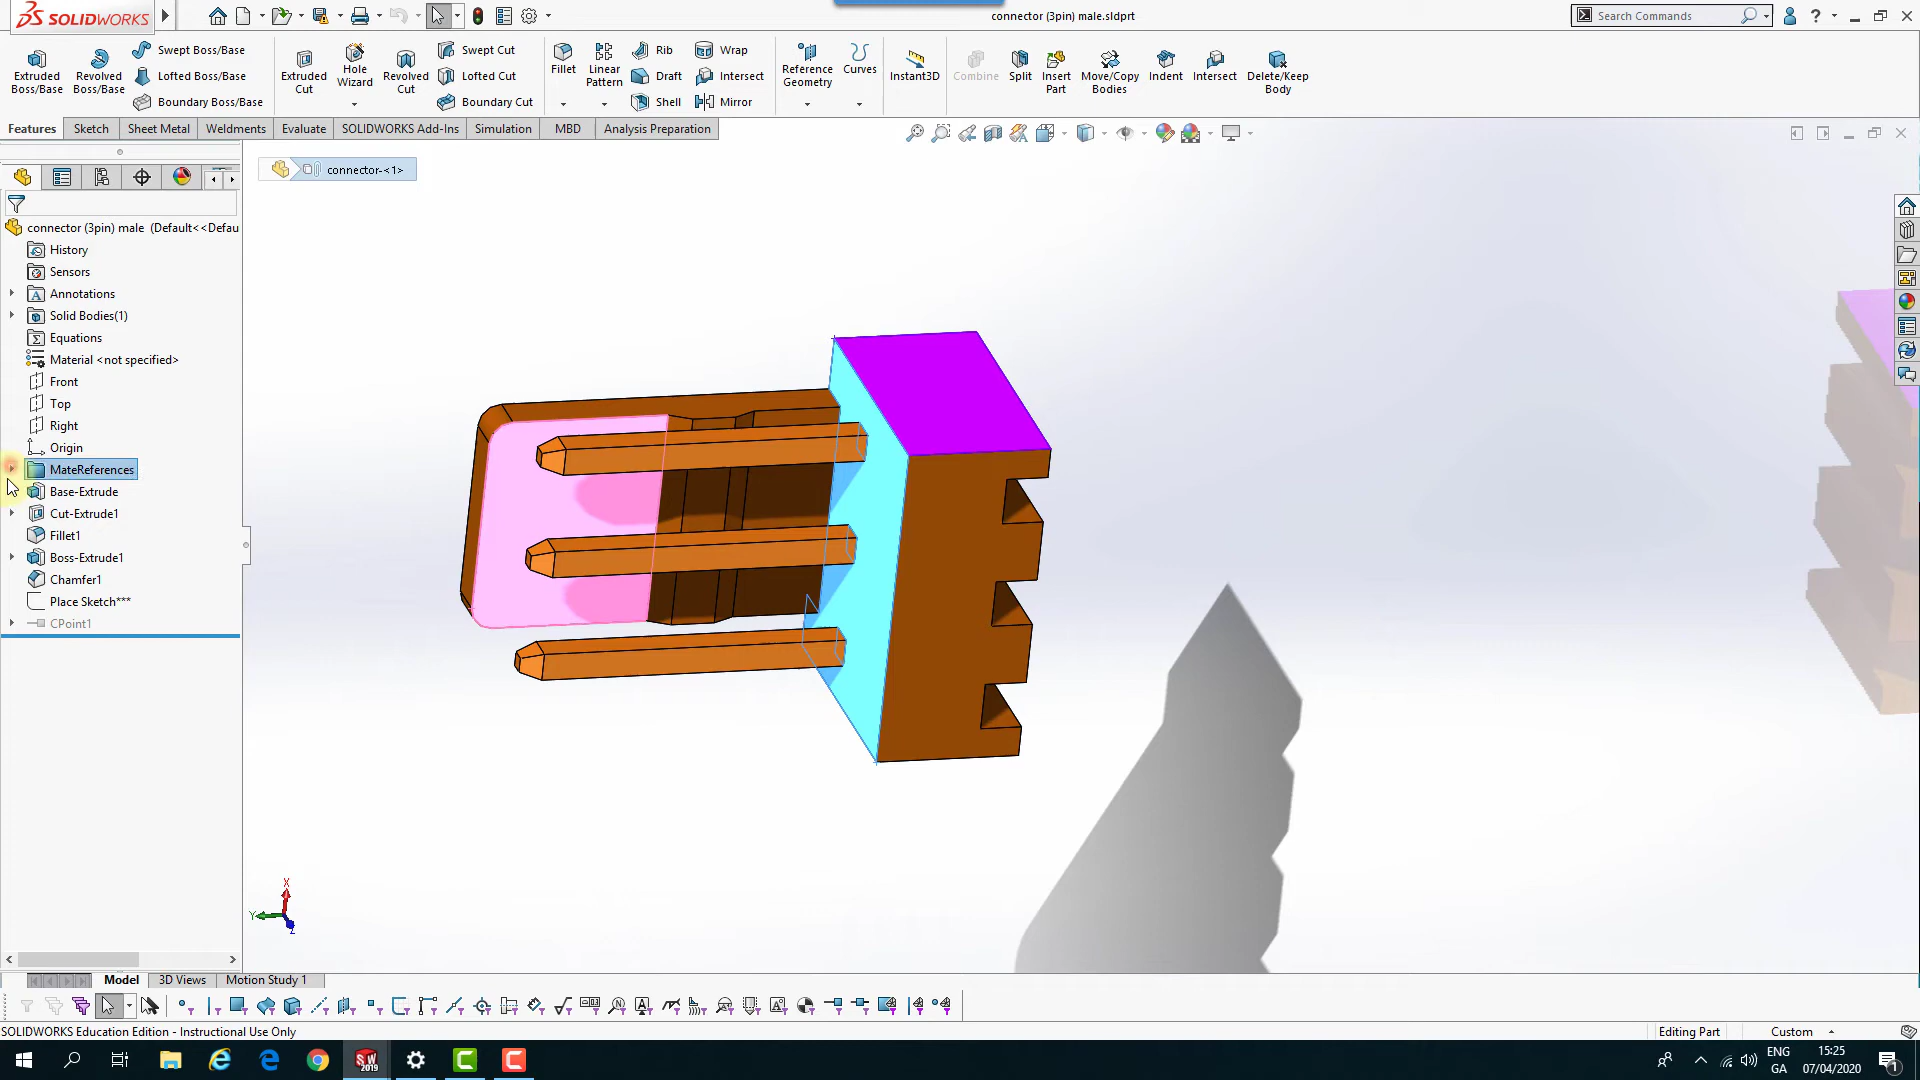 SOLIDWORKS
connector (3pin) male.sldprt
Search Commands
Extruded Boss/Base
Revolved Boss/Base
Swept Boss/Base
Lofted Boss/Base
Boundary Boss/Base
Extruded Cut
Hole Wizard
Revolved Cut
Swept Cut
Lofted Cut
Boundary Cut
Fillet
Linear Pattern
Rib
Draft
Shell
Wrap
Intersect
Mirror
Reference Geometry
Curves
Instant3D
Combine
Split
Insert Part
Move/Copy Bodies
Indent
Intersect
Delete/Keep Body
Features
Sketch
Sheet Metal
Weldments
Evaluate
SOLIDWORKS Add-Ins
Simulation
MBD
Analysis Preparation
connector-<1>
connector (3pin) male (Default<<Defau
History
Sensors
Annotations
Solid Bodies(1)
Equations
Material <not specified>
Front
Top
Right
Origin
MateReferences
Base-Extrude
Cut-Extrude1
Fillet1
Boss-Extrude1
Chamfer1
Place Sketch***
CPoint1
X
Y
Z
Model
3D Views
Motion Study 1
SOLIDWORKS Education Edition - Instructional Use Only
Editing Part
Custom
SW
2019
ENG
GA
15:25
07/04/2020
1